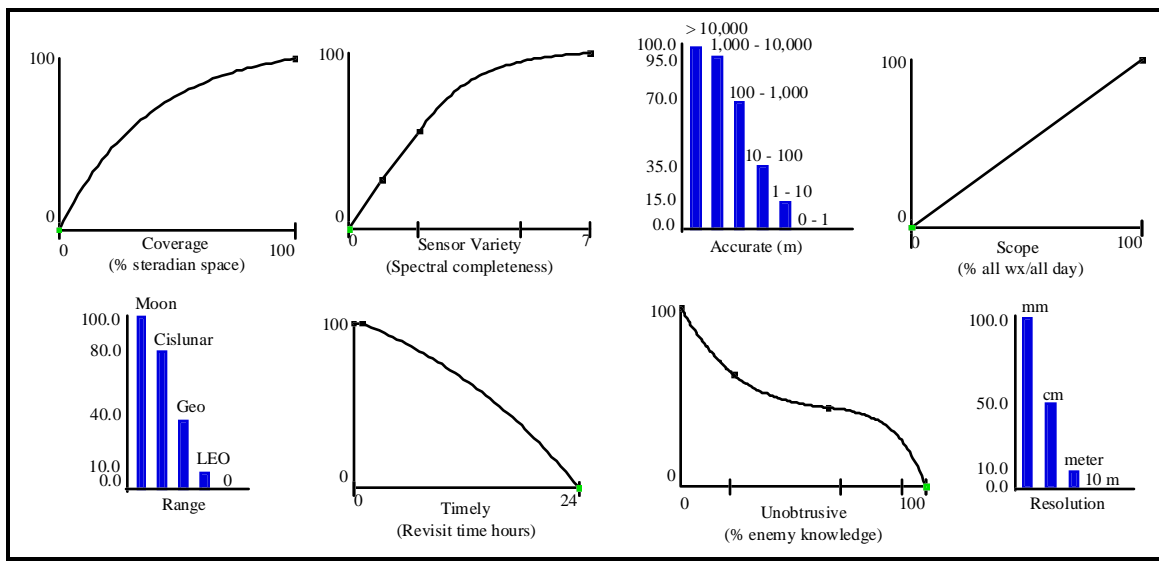 100
0
0
100
Coverage
(% steradian space)
100
0
0
7
Sensor Variety
(Spectral completeness)
100.0
95.0
70.0
35.0
15.0
0.0
> 10,000
1,000 - 10,000
100 - 1,000
10 - 100
1 - 10
0 - 1
Accurate (m)
100
0
0
100
Scope
(% all wx/all day)
100.0
80.0
40.0
10.0
0.0
Moon
Cislunar
Geo
LEO
0
Range
100
0
0
24
Timely
(Revisit time hours)
100
0
0
100
Unobtrusive
(% enemy knowledge)
100.0
50.0
10.0
0.0
mm
cm
meter
10 m
Resolution